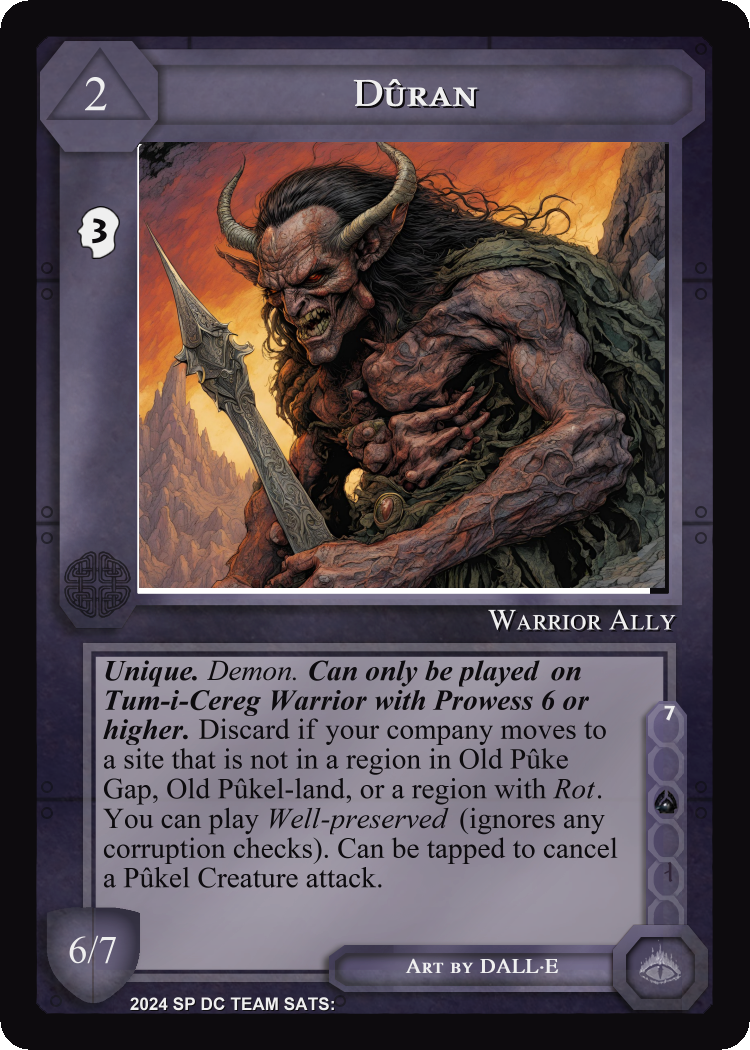 2
Dûran
3
Warrior Ally
Unique. Demon. Can only be played on
Tum-i-Cereg Warrior with Prowess 6 or
higher. Discard if your company moves to
a site that is not in a region in Old Pûke
Gap, Old Pûkel-land, or a region with Rot.
You can play Well-preserved (ignores any
corruption checks). Can be tapped to cancel
a Pûkel Creature attack.
7
6/7
Art by DALL·E
2024 SP DC TEAM SATS: